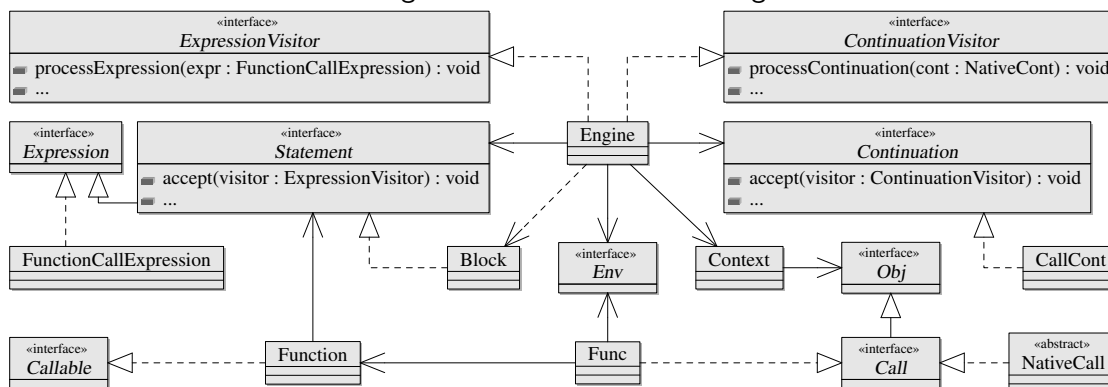 «interface»
ExpressionVisitor
processExpression(expr : FunctionCallExpression) : void
...
«interface»
ContinuationVisitor
processContinuation(cont : NativeCont) : void
...
«interface»
Expression
«interface»
Statement
accept(visitor : ExpressionVisitor) : void
...
Engine
«interface»
Continuation
accept(visitor : ContinuationVisitor) : void
...
FunctionCallExpression
Block
«interface»
Env
Context
«interface»
Obj
CallCont
«interface»
Callable
Function
Func
«interface»
Call
«abstract»
NativeCall